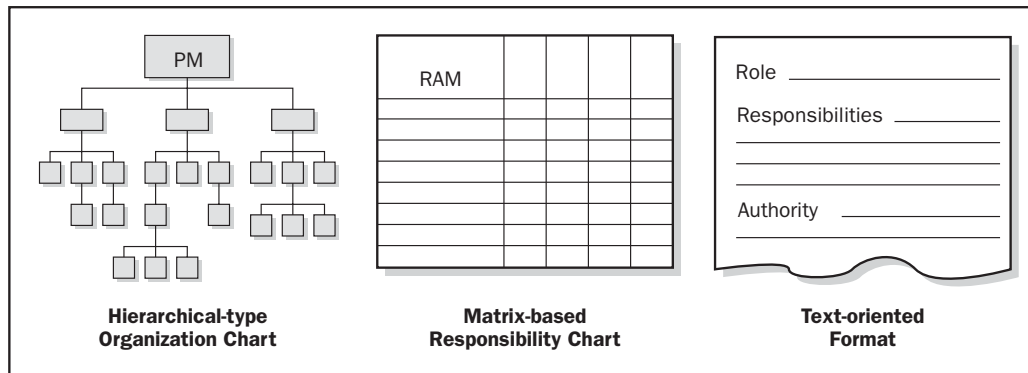 PM
RAM
Role
Responsibilities
Authority
Hierarchical-type
Organization Chart
Matrix-based
Responsibility Chart
Text-oriented
Format